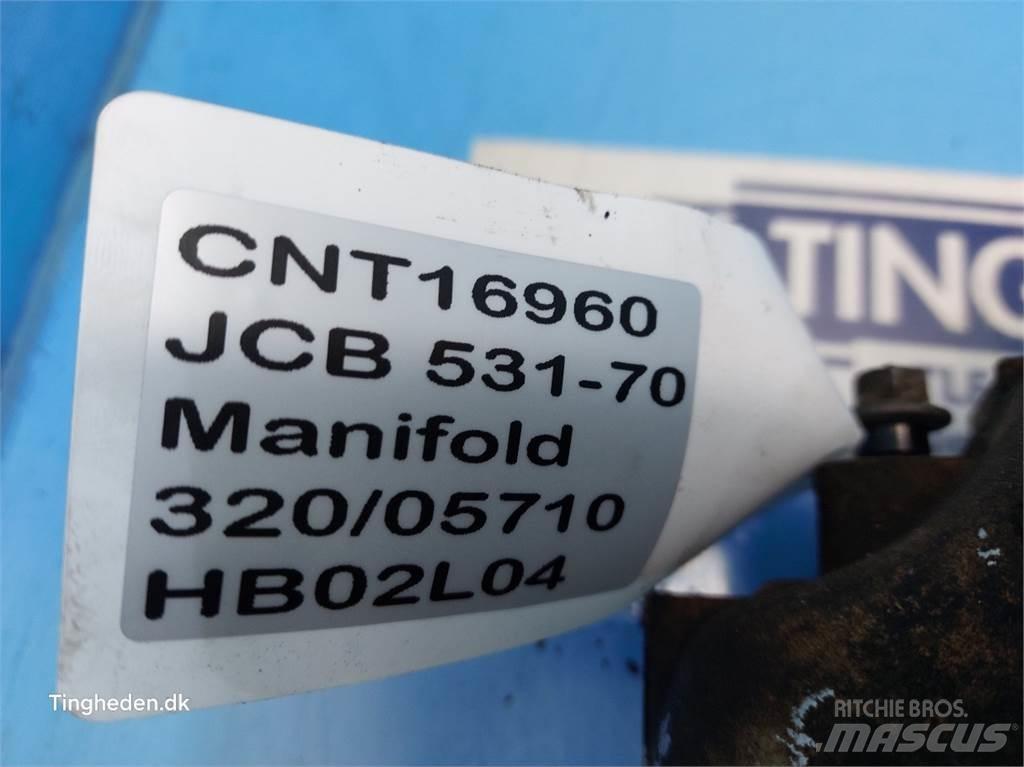 CNT16960
JCB 531-70
Manifold
320/05710
HB02L04
TING
Tingheden.dk
RITCHIE BROS.
MASCUS